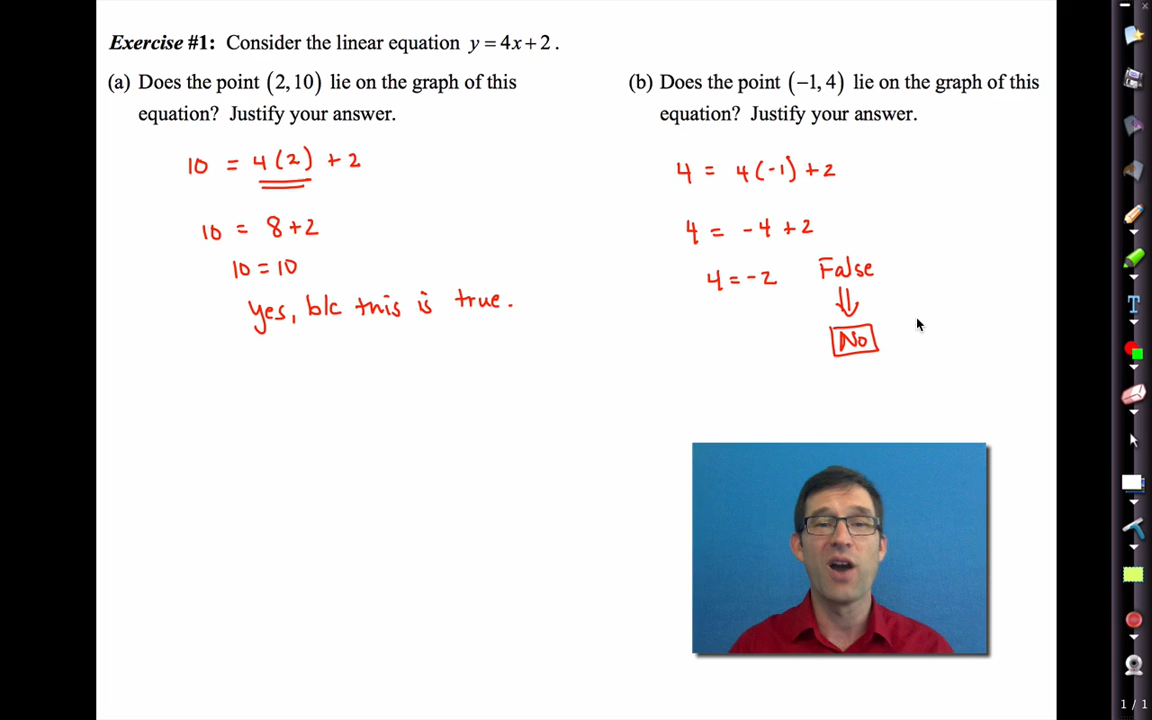 Exercise #1: Consider the linear equation y = 4x + 2.
(a) Does the point (2, 10) lie on the graph of this
equation? Justify your answer.
10 = 4(2) + 2
10 = 8+2
10 = 10
yes, b/c this is true.
(b) Does the point (−1, 4) lie on the graph of this
equation? Justify your answer.
4 = 4(-1) + 2
4 = -4 + 2
4 = -2 False
⇓
No
T
1 / 1